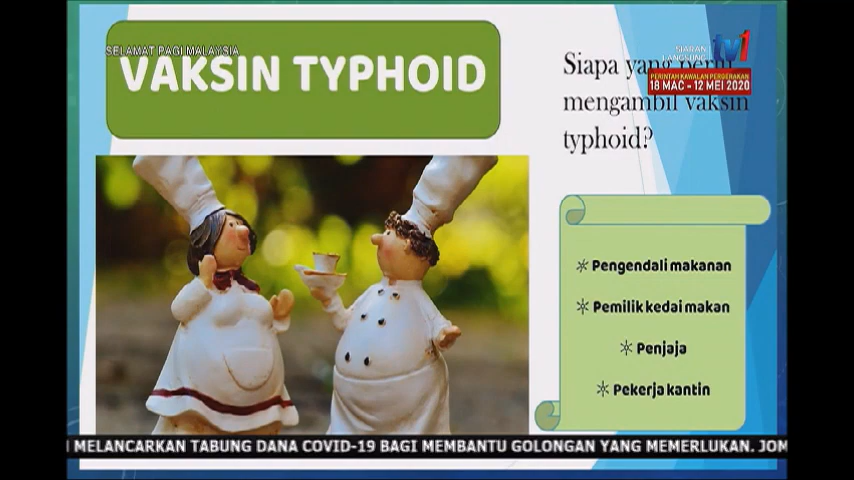 SELAMAT PAGI MALAYSIA
VAKSIN TYPHOID
SIARAN
LANGSUNG
tv1
PERINTAH KAWALAN PERGERAKAN
18 MAC - 12 MEI 2020
Siapa yang perlu
mengambil vaksin
typhoid?
Pengendali makanan
Pemilik kedai makan
Penjaja
Pekerja kantin
MELANCARKAN TABUNG DANA COVID-19 BAGI MEMBANTU GOLONGAN YANG MEMERLUKAN. JOM